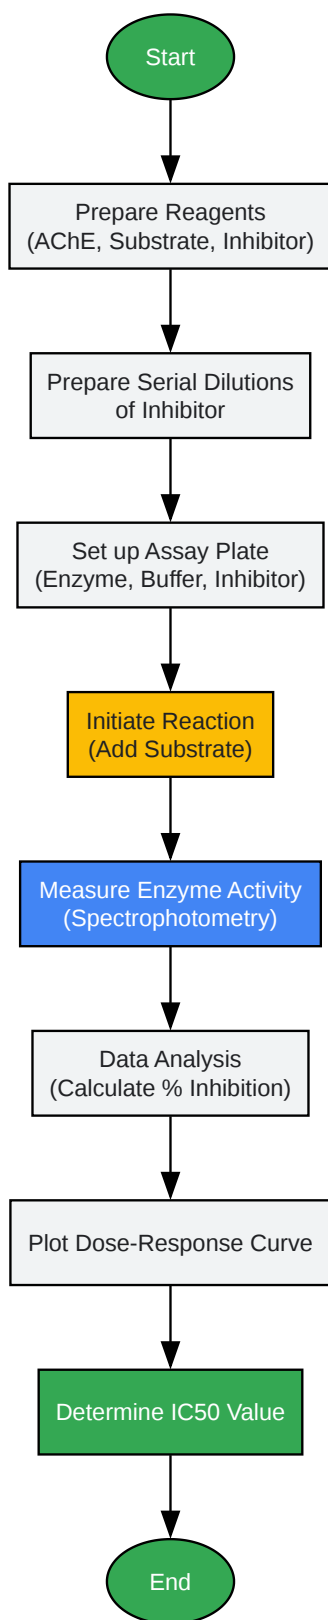 Start
Prepare Reagents
(AChE, Substrate, Inhibitor)
Prepare Serial Dilutions
of Inhibitor
Set up Assay Plate
(Enzyme, Buffer, Inhibitor)
Initiate Reaction
(Add Substrate)
Measure Enzyme Activity
(Spectrophotometry)
Data Analysis
(Calculate % Inhibition)
Plot Dose-Response Curve
Determine IC50 Value
End